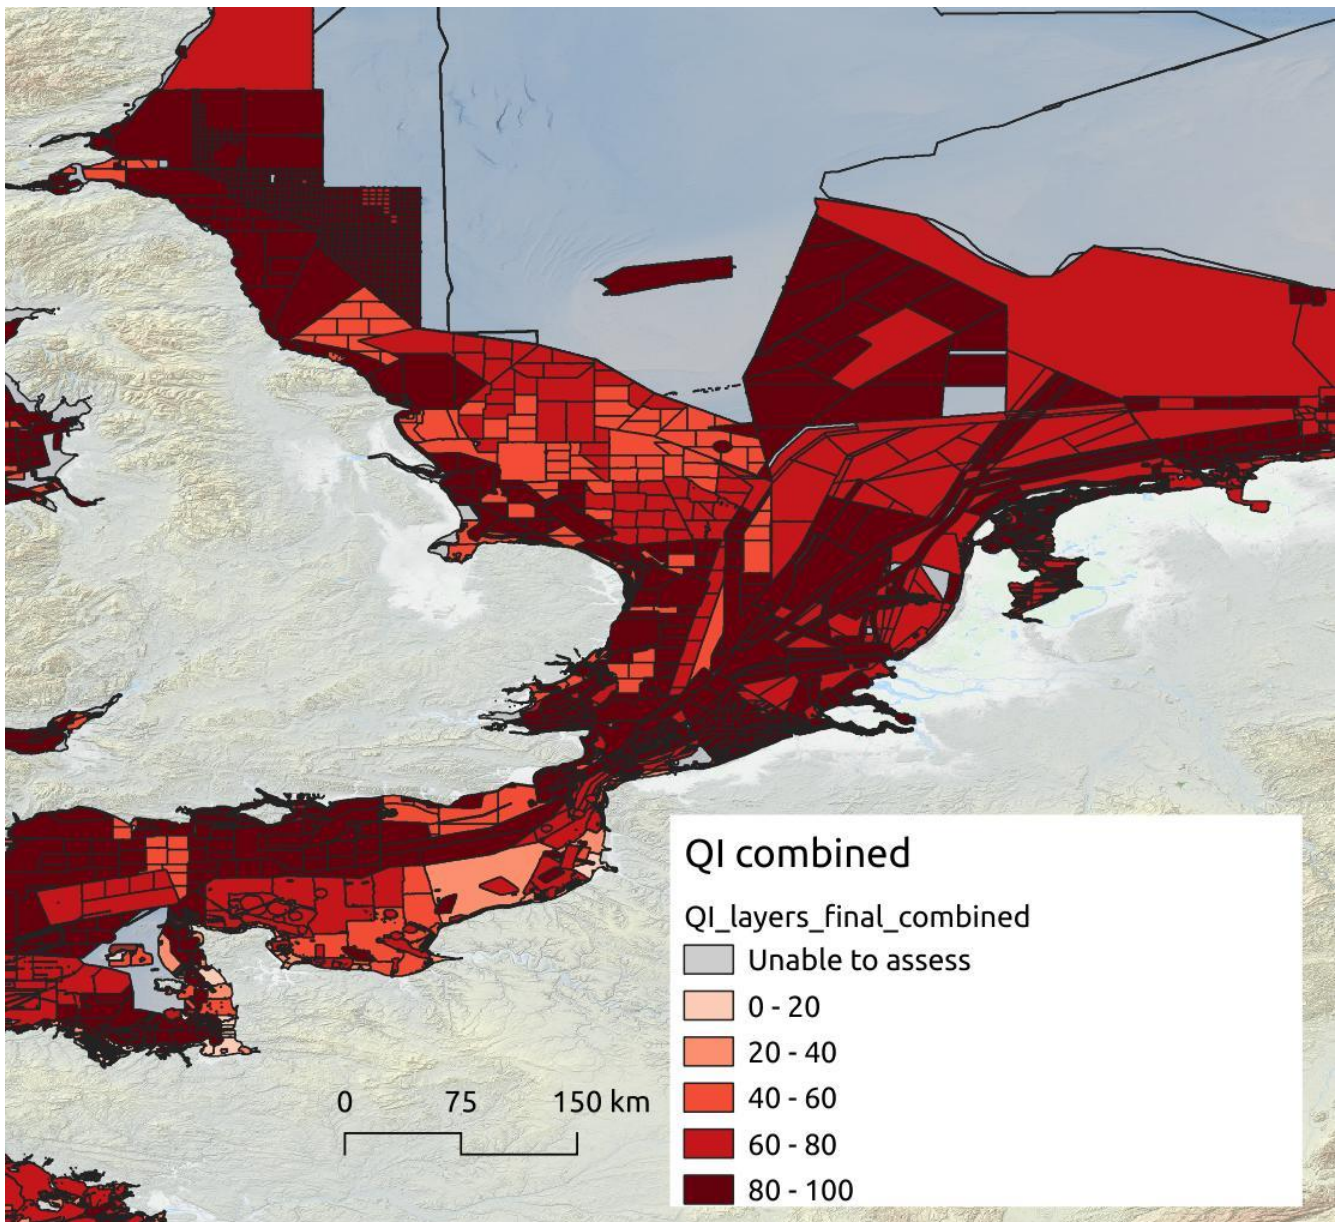 0 75 150 km
QI combined
QI_layers_final_combined
Unable to assess
0 - 20
20 - 40
40 - 60
60 - 80
80 - 100